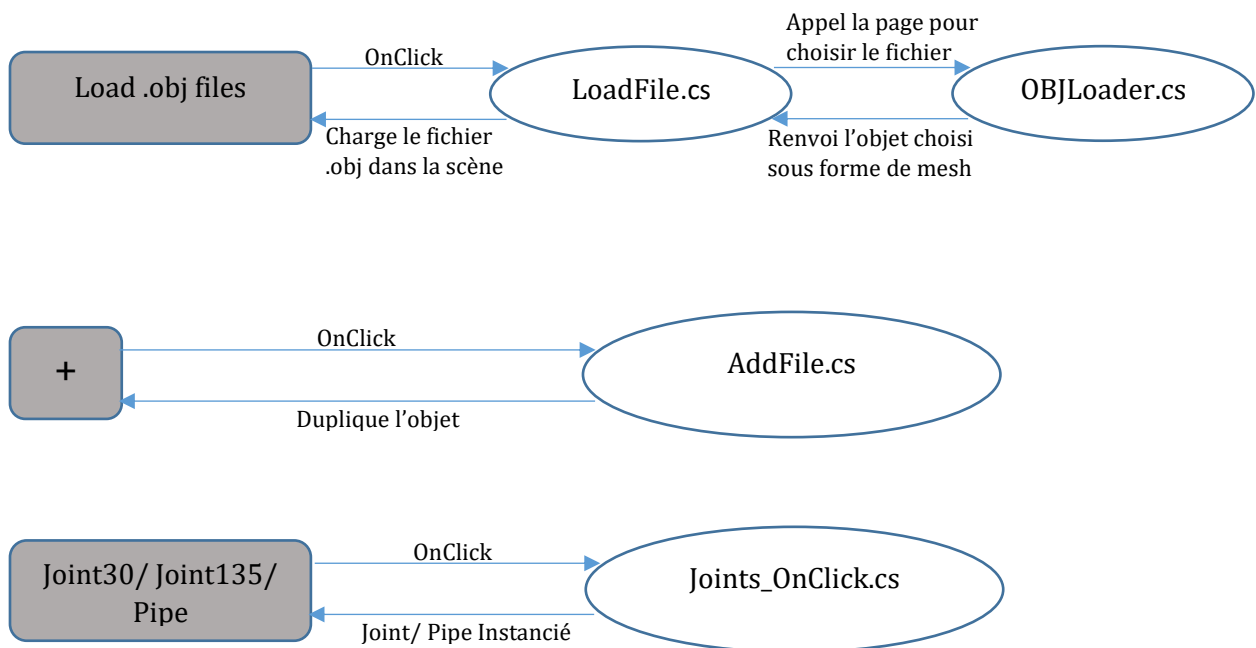 Load .obj files
OnClick
Charge le fichier
.obj dans la scène
LoadFile.cs
Appel la page pour
choisir le fichier
Renvoi l’objet choisi
sous forme de mesh
OBJLoader.cs
+
OnClick
Duplique l’objet
AddFile.cs
Joint30/ Joint135/
Pipe
OnClick
Joint/ Pipe Instancié
Joints_OnClick.cs